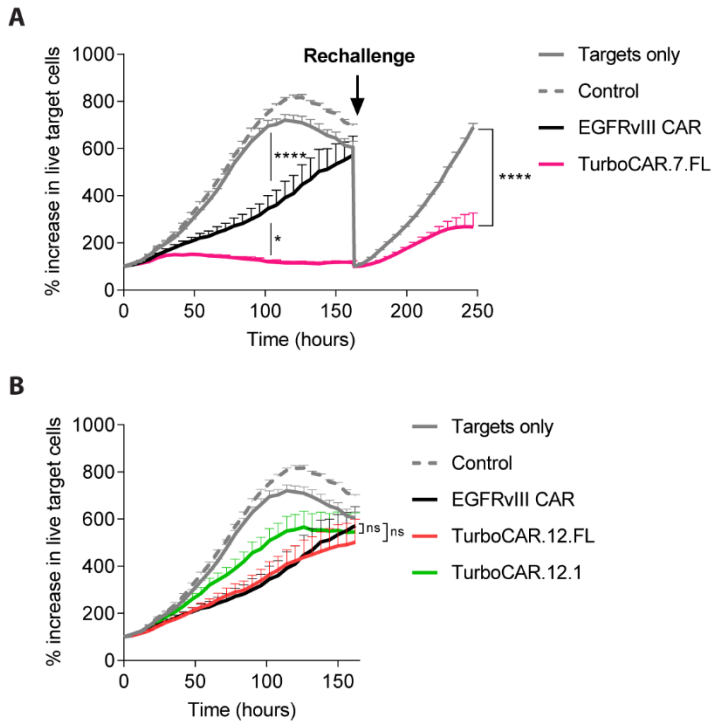 A
1000
800
600
400
200
0
% increase in live target cells
0
50
100
150
200
250
Time (hours)
Rechallenge
****
*
****
Targets only
Control
EGFRvIII CAR
TurboCAR.7.FL
B
1000
800
600
400
200
0
% increase in live target cells
0
50
100
150
Time (hours)
ns
ns
Targets only
Control
EGFRvIII CAR
TurboCAR.12.FL
TurboCAR.12.1